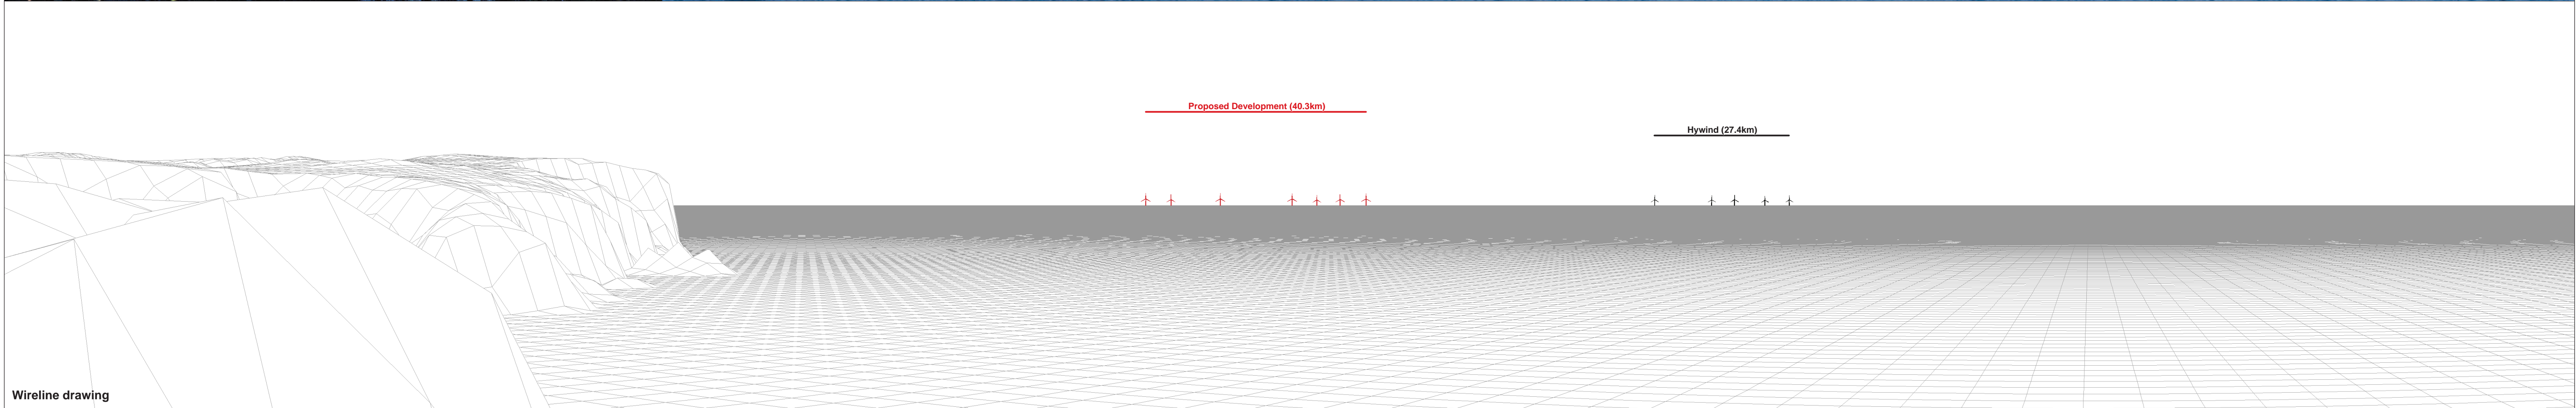 Proposed Development (40.3km)
Hywind (27.4km)
Wireline drawing